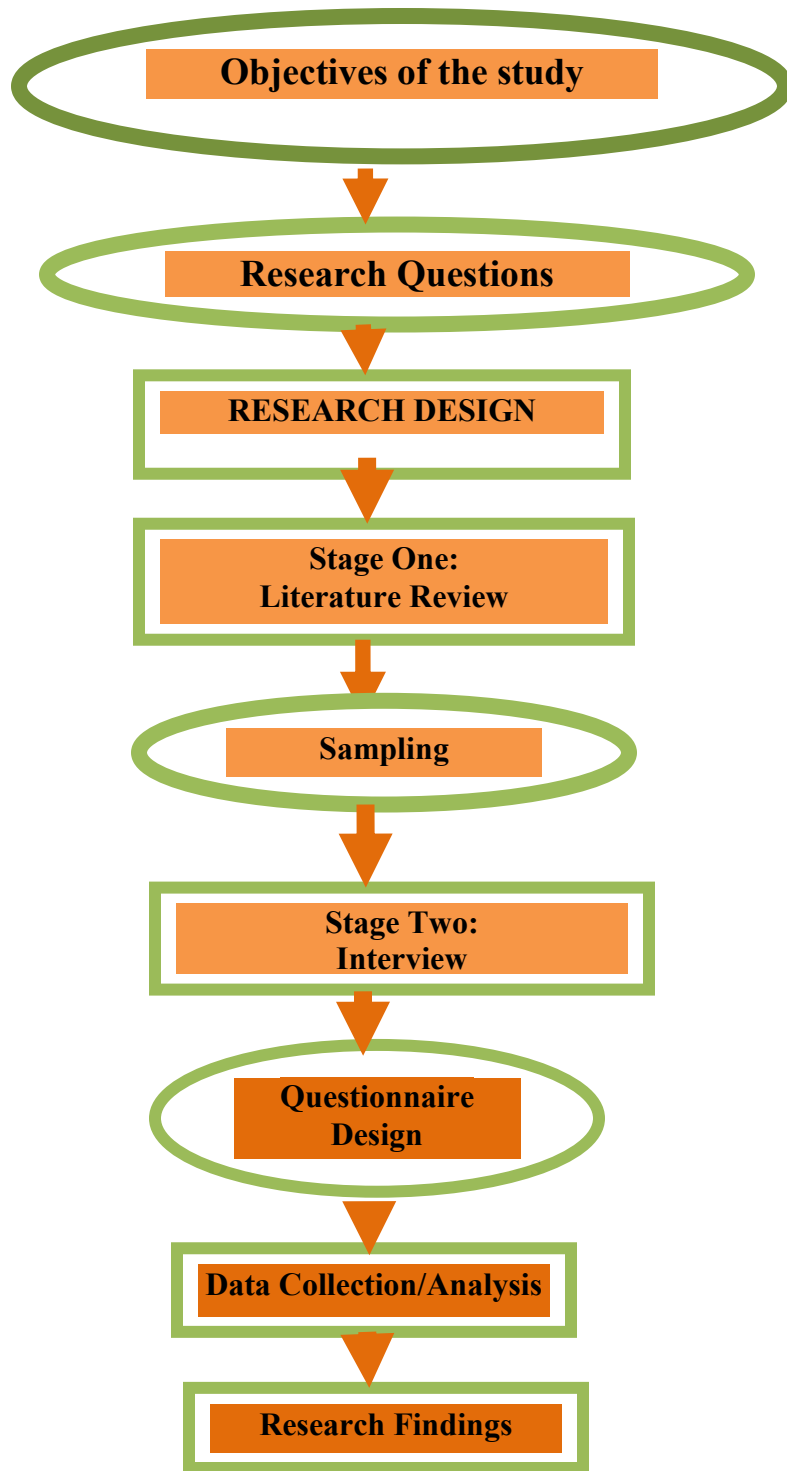 Objectives of the study
Research Questions
RESEARCH DESIGN
Stage One:
Literature Review
Sampling
Stage Two:
Interview
Questionnaire
Design
Data Collection/Analysis
Research Findings